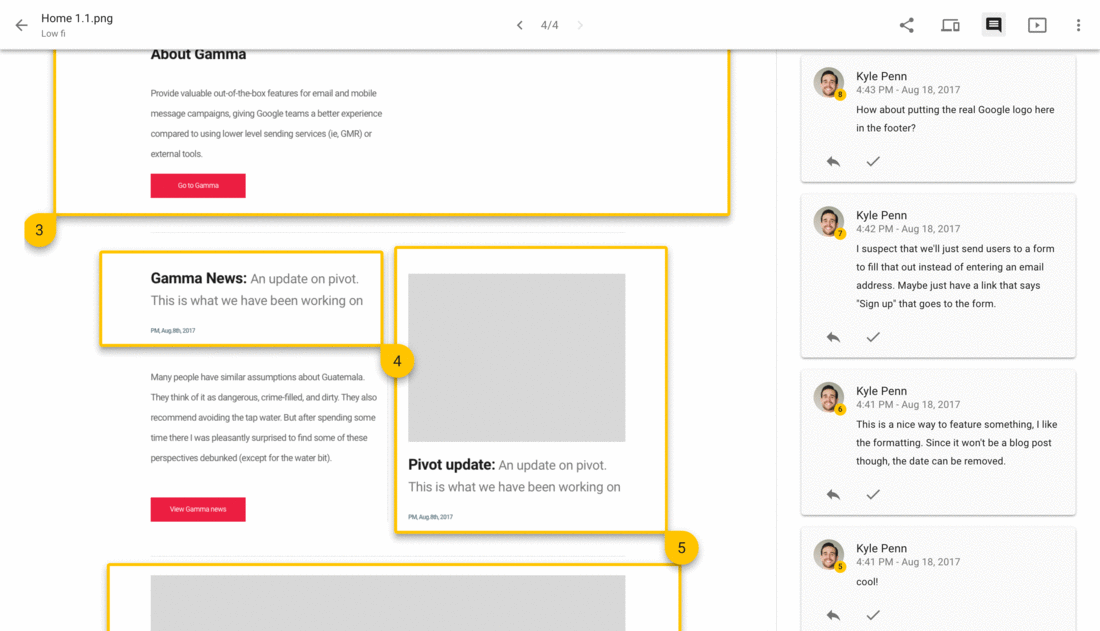 Home 1.1.png
Low fi
4/4
About Gamma
Provide valuable out-of-the-box features for email and mobile
message campaigns, giving Google teams a better experience
compared to using lower level sending services (ie, GMR) or
external tools.
Go to Gamma
3
Gamma News: An update on pivot.
This is what we have been working on
PM, Aug.8th, 2017
4
Many people have similar assumptions about Guatemala.
They think of it as dangerous, crime-filled, and dirty. They also
recommend avoiding the tap water. But after spending some
time there I was pleasantly surprised to find some of these
perspectives debunked (except for the water bit).
View Gamma news
Pivot update: An update on pivot.
This is what we have been working on
PM, Aug.8th, 2017
5
Kyle Penn
8
4:43 PM - Aug 18, 2017
How about putting the real Google logo here
in the footer?
Kyle Penn
7
4:42 PM - Aug 18, 2017
I suspect that we'll just send users to a form
to fill that out instead of entering an email
address. Maybe just have a link that says
"Sign up" that goes to the form.
Kyle Penn
6
4:41 PM - Aug 18, 2017
This is a nice way to feature something, I like
the formatting. Since it won't be a blog post
though, the date can be removed.
Kyle Penn
5
4:41 PM - Aug 18, 2017
cool!